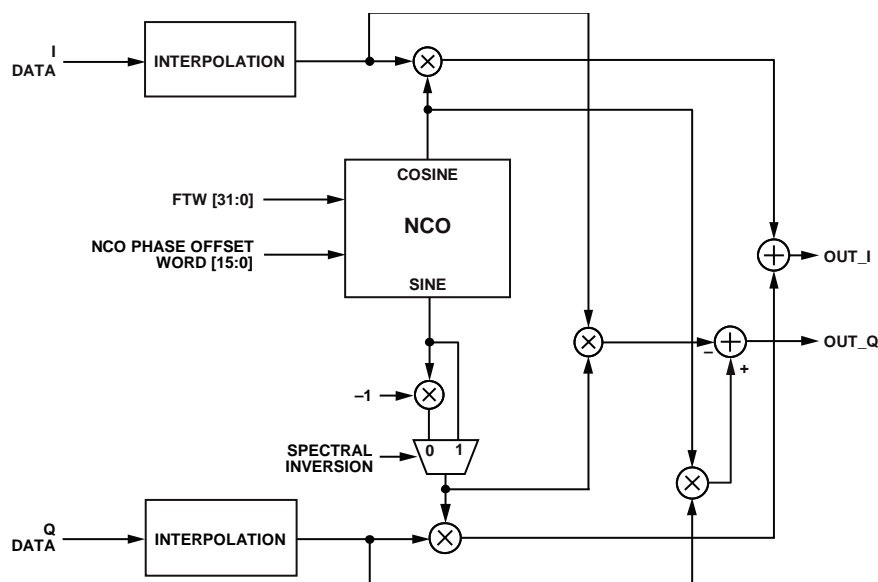 I
DATA
INTERPOLATION
COSINE
FTW [31:0]
NCO
NCO PHASE OFFSET
WORD [15:0]
SINE
OUT_I
OUT_Q
–
+
–1
0 1
SPECTRAL
INVERSION
Q
DATA
INTERPOLATION